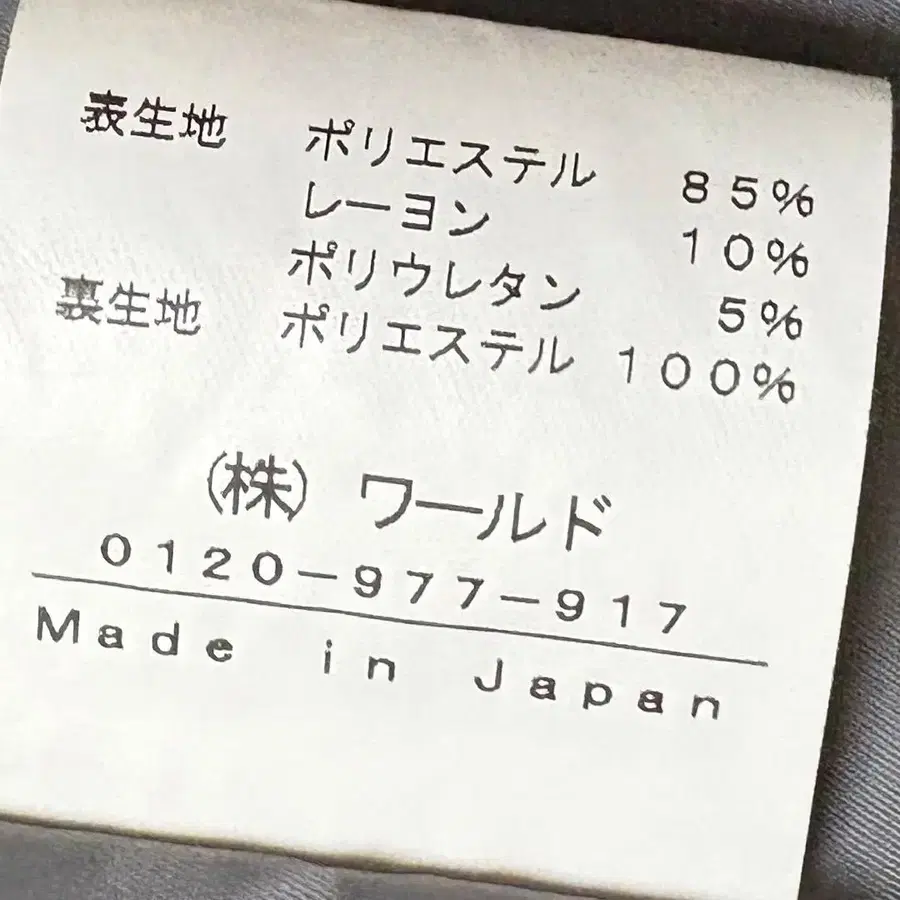 表生地 ポリエステル 85%
レーヨン 10%
ポリウレタン 5%
裏生地 ポリエステル 100%
(株) ワールド
0120-977-917
Made in Japan